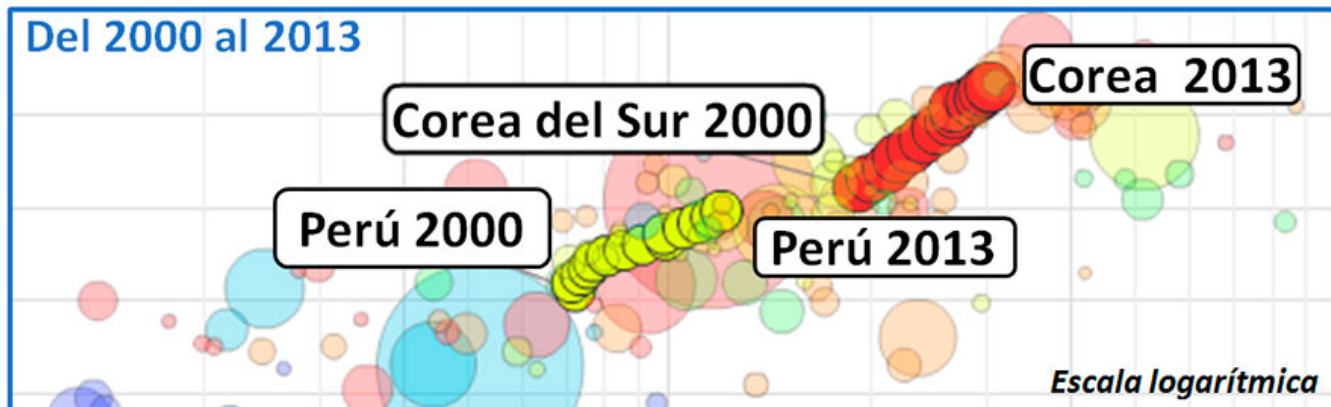 Del 2000 al 2013
Corea 2013
Corea del Sur 2000
Perú 2000
Perú 2013
Escala logarítmica